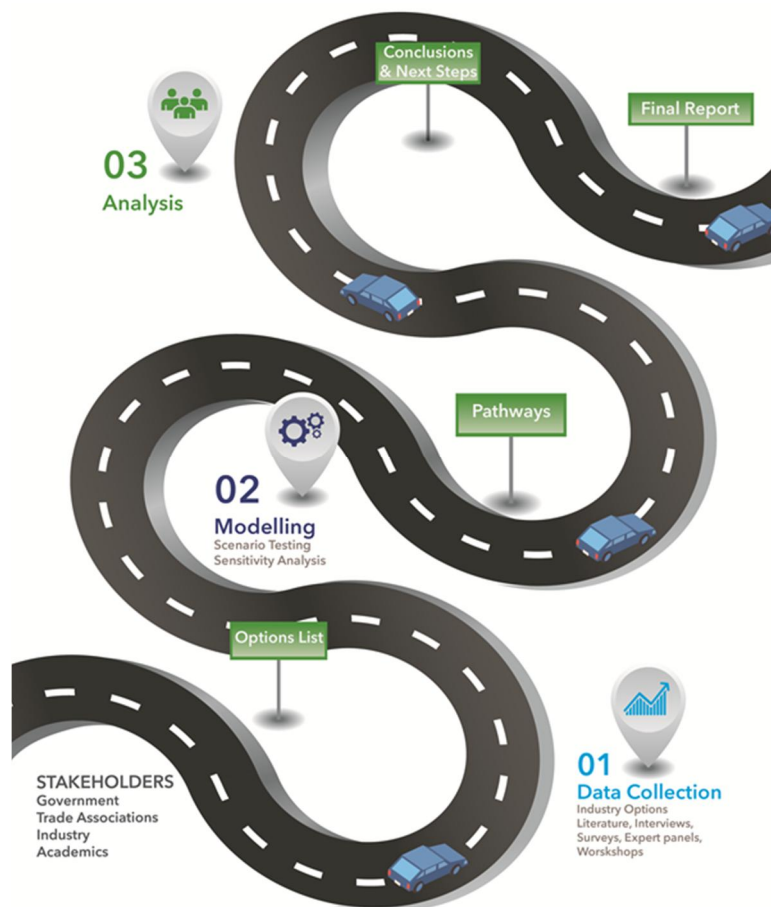 Conclusions
& Next Steps
Final Report
03
Analysis
Pathways
02
Modelling
Scenario Testing
Sensitivity Analysis
Options List
01
Data Collection
Industry Options
Literature, Interviews,
Surveys, Expert panels,
Worskshops
STAKEHOLDERS
Government
Trade Associations
Industry
Academics